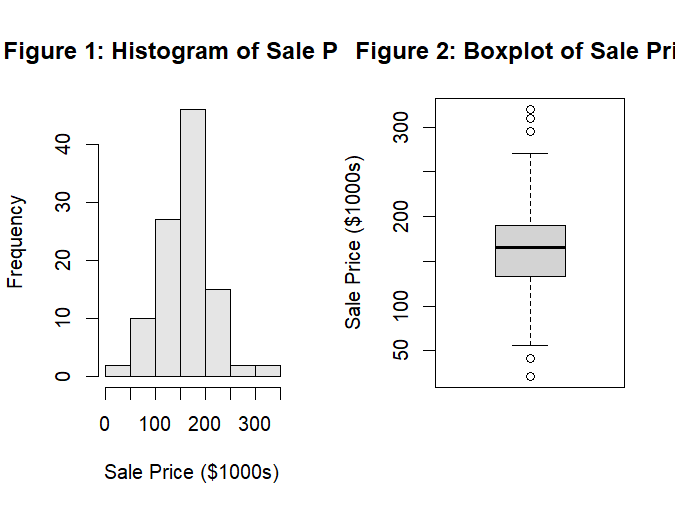 Figure 1: Histogram of Sale P
Frequency
0
10
20
30
40
0 100 200 300
Sale Price ($1000s)
Figure 2: Boxplot of Sale Pri
Sale Price ($1000s)
50
100
200
300